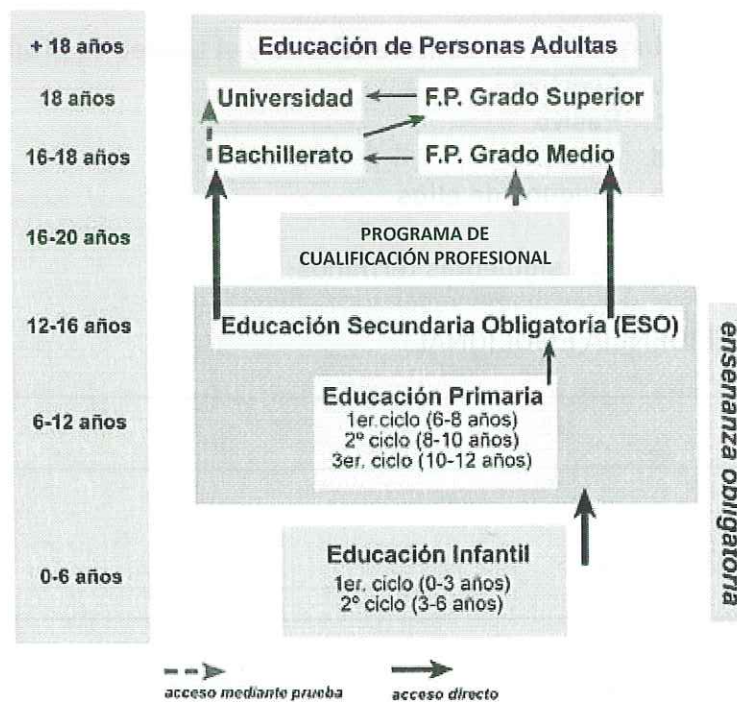 + 18 años
Educación de Personas Adultas
18 años
Universidad
F.P. Grado Superior
16-18 años
Bachillerato
F.P. Grado Medio
16-20 años
PROGRAMA DE
CUALIFICACIÓN PROFESIONAL
12-16 años
Educación Secundaria Obligatoria (ESO)
6-12 años
Educación Primaria
1er. ciclo (6-8 años)
2º ciclo (8-10 años)
3er. ciclo (10-12 años)
enseñanza obligatoria
0-6 años
Educación Infantil
1er. ciclo (0-3 años)
2º ciclo (3-6 años)
acceso mediante prueba
acceso directo